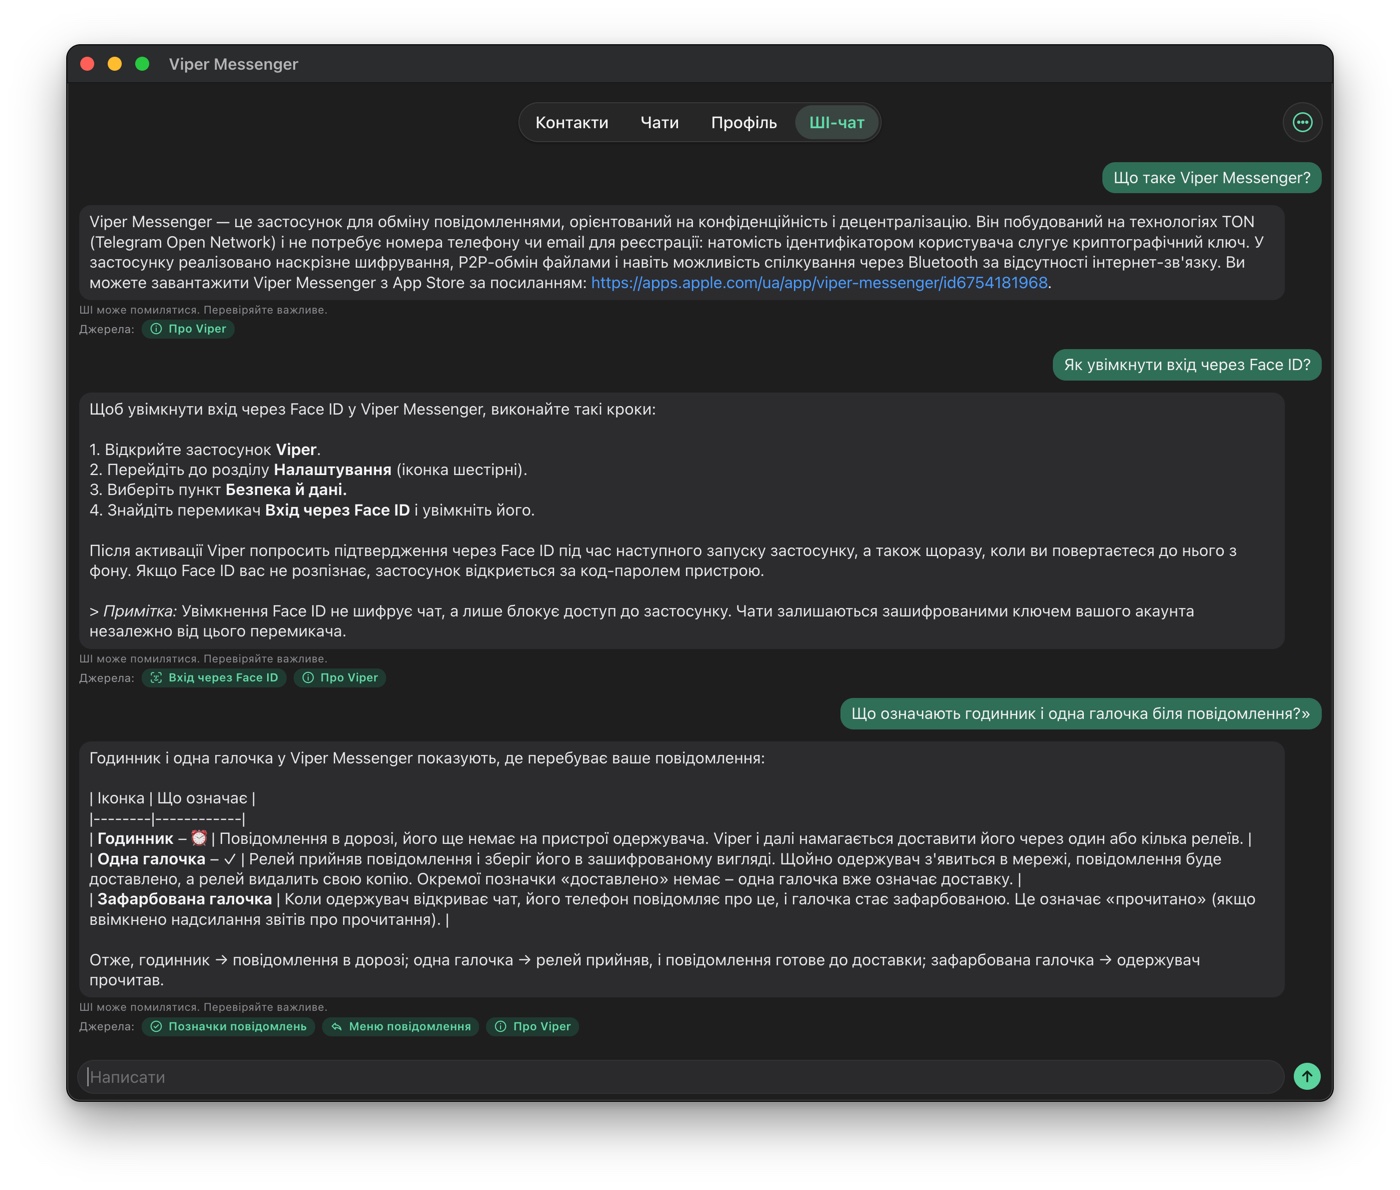 Viper Messenger
Контакти Чати Профіль ШІ-чат
Що таке Viper Messenger?
Viper Messenger — це застосунок для обміну повідомленнями, орієнтований на конфіденційність і децентралізацію. Він побудований на технологіях TON
(Telegram Open Network) і не потребує номера телефону чи email для реєстрації: натомість ідентифікатором користувача слугує криптографічний ключ. У
застосунку реалізовано наскрізне шифрування, P2P-обмін файлами і навіть можливість спілкування через Bluetooth за відсутності інтернет-зв'язку. Ви
можете завантажити Viper Messenger з App Store за посиланням: https://apps.apple.com/ua/app/viper-messenger/id6754181968.
ШІ може помилятися. Перевіряйте важливе.
Джерела: Про Viper
Як увімкнути вхід через Face ID?
Щоб увімкнути вхід через Face ID у Viper Messenger, виконайте такі кроки:
1. Відкрийте застосунок Viper.
2. Перейдіть до розділу Налаштування (іконка шестірні).
3. Виберіть пункт Безпека й дані.
4. Знайдіть перемикач Вхід через Face ID і увімкніть його.
Після активації Viper попросить підтвердження через Face ID під час наступного запуску застосунку, а також щоразу, коли ви повертаєтеся до нього з
фону. Якщо Face ID вас не розпізнає, застосунок відкриється за код-паролем пристрою.
> Примітка: Увімкнення Face ID не шифрує чат, а лише блокує доступ до застосунку. Чати залишаються зашифрованими ключем вашого акаунта
незалежно від цього перемикача.
ШІ може помилятися. Перевіряйте важливе.
Джерела: Вхід через Face ID Про Viper
Що означають годинник і одна галочка біля повідомлення?»
Годинник і одна галочка у Viper Messenger показують, де перебуває ваше повідомлення:
| Іконка | Що означає |
|--------|------------|
| Годинник – ⏰ | Повідомлення в дорозі, його ще немає на пристрої одержувача. Viper і далі намагається доставити його через один або кілька релеїв. |
| Одна галочка – ✓ | Релей прийняв повідомлення і зберіг його в зашифрованому вигляді. Щойно одержувач з'явиться в мережі, повідомлення буде
доставлено, а релей видалить свою копію. Окремої позначки «доставлено» немає – одна галочка вже означає доставку. |
| Зафарбована галочка | Коли одержувач відкриває чат, його телефон повідомляє про це, і галочка стає зафарбованою. Це означає «прочитано» (якщо
ввімкнено надсилання звітів про прочитання). |
Отже, годинник → повідомлення в дорозі; одна галочка → релей прийняв, і повідомлення готове до доставки; зафарбована галочка → одержувач
прочитав.
ШІ може помилятися. Перевіряйте важливе.
Джерела: Позначки повідомлень Меню повідомлення Про Viper
Написати